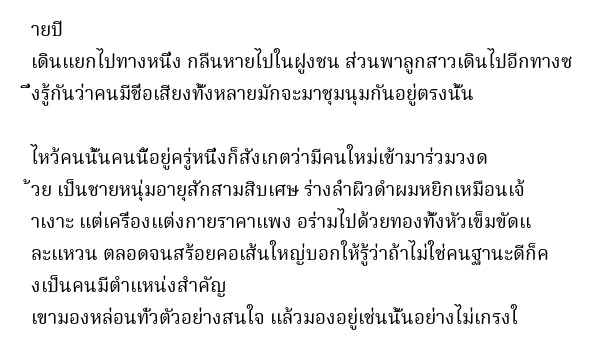 ายปี
เดินแยกไปทางหนึ่ง กลืนหายไปในฝูงชน ส่วนพาลูกสาวเดินไปอีกทางซ
ึ่งรู้กันว่าคนมีชื่อเสียงทั้งหลายมักจะมาชุมนุมกันอยู่ตรงนั้น
ไหว้คนนั้นคนนี้อยู่ครู่หนึ่งก็สังเกตว่ามีคนใหม่เข้ามาร่วมวงด
้วย เป็นชายหนุ่มอายุสักสามสิบเศษ ร่างล่ำผิวดำผมหยิกเหมือนเจ้
าเงาะ แต่เครื่องแต่งกายราคาแพง อร่ามไปด้วยทองทั้งหัวเข็มขัดแ
ละแหวน ตลอดจนสร้อยคอเส้นใหญ่บอกให้รู้ว่าถ้าไม่ใช่คนฐานะดีก็ค
งเป็นคนมีตำแหน่งสำคัญ
เขามองหล่อนทั่วตัวอย่างสนใจ แล้วมองอยู่เช่นนั้นอย่างไม่เกรงใ